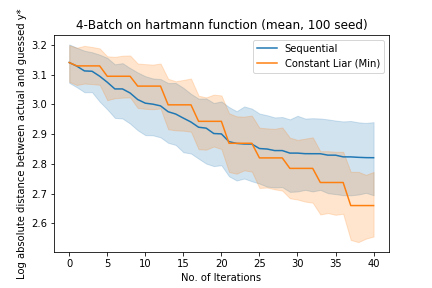 4-Batch on hartmann function (mean, 100 seed)
Log absolute distance between actual and guessed y*
3.2
3.1
3.0
2.9
2.8
2.7
2.6
Sequential
Constant Liar (Min)
0 5 10 15 20 25 30 35 40
No. of Iterations